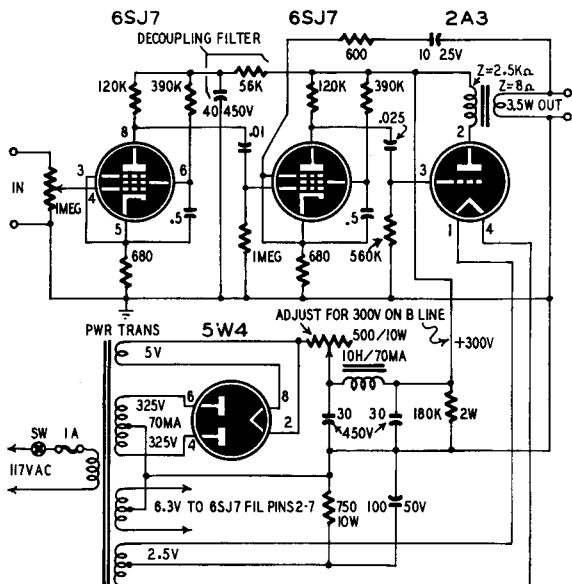 6SJ7 6SJ7 2A3
DECOUPLING FILTER
600
10 25V
120K
390K
40 450V
56K
120K
390K
Z=2.5KΩ
Z=8Ω
3.5W OUT
.01
.025
8
3
4
6
5
2
3
1
4
IN
1MEG
.5
680
1MEG
.5
680
560K
PWR TRANS
5W4
ADJUST FOR 300V ON B LINE
500/10W
10H/70MA
+300V
5V
325V
70MA
325V
6
4
8
2
30
30
450V
180K
2W
SW
1A
117VAC
6.3V TO 6SJ7 FIL PINS 2-7
750
10W
100
50V
2.5V